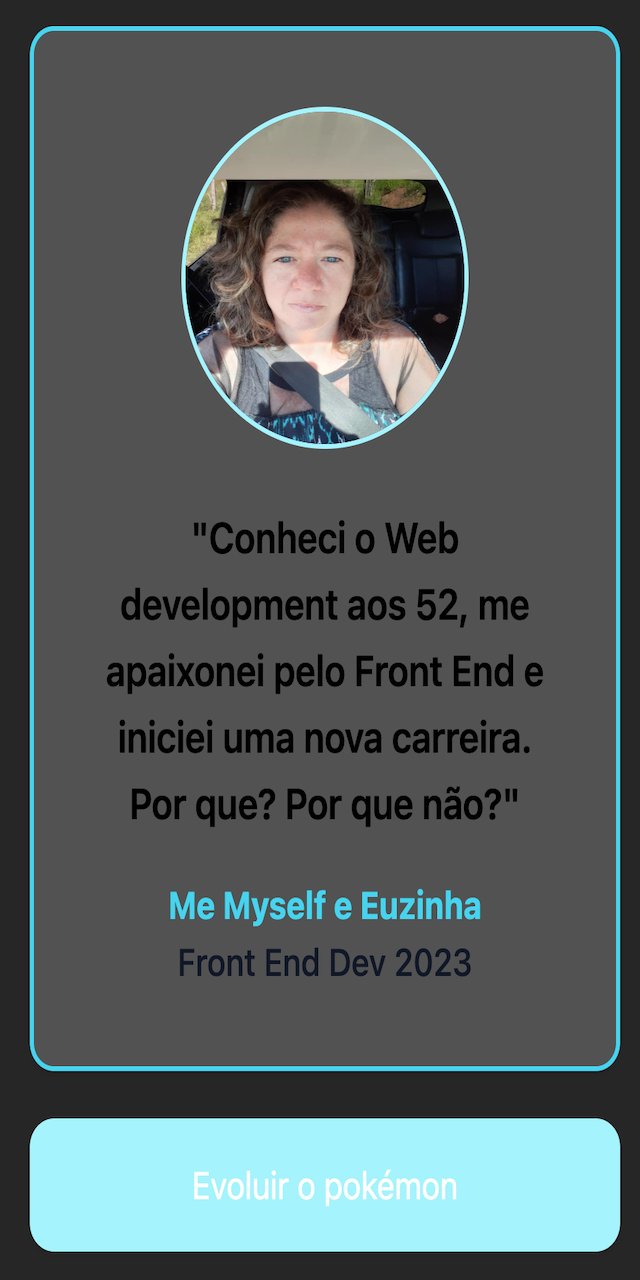 "Conheci o Web
development aos 52, me
apaixonei pelo Front End e
iniciei uma nova carreira.
Por que? Por que não?"
Me Myself e Euzinha
Front End Dev 2023
Evoluir o pokémon